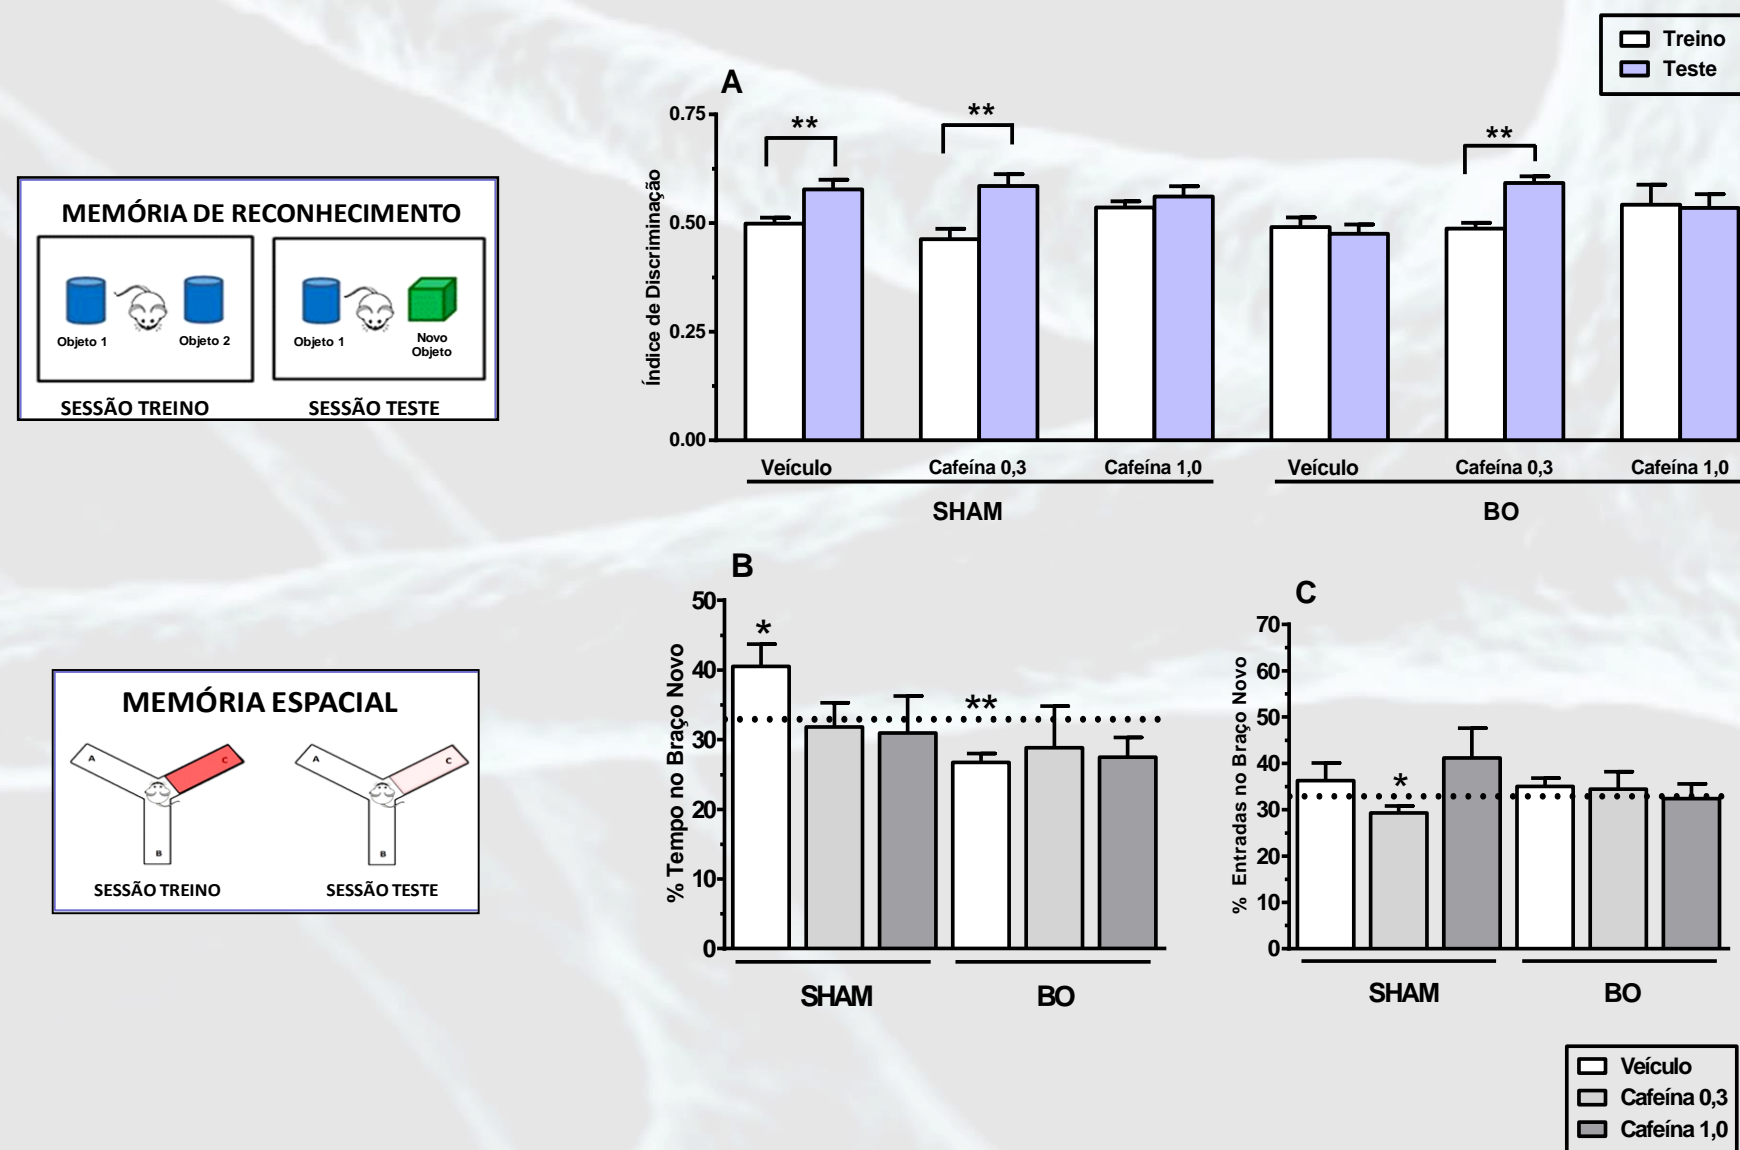 Treino
Teste
A
0.75
0.50
0.25
0.00
Índice de Discriminação
**
**
**
Veículo
Cafeína 0,3
Cafeína 1,0
Veículo
Cafeína 0,3
Cafeína 1,0
SHAM
BO
MEMÓRIA DE RECONHECIMENTO
Objeto 1
Objeto 2
Objeto 1
Novo
Objeto
SESSÃO TREINO
SESSÃO TESTE
B
50
40
30
20
10
0
% Tempo no Braço Novo
*
**
SHAM
BO
C
70
60
50
40
30
20
10
0
% Entradas no Braço Novo
*
SHAM
BO
MEMÓRIA ESPACIAL
A
C
B
A
C
B
SESSÃO TREINO
SESSÃO TESTE
Veículo
Cafeína 0,3
Cafeína 1,0